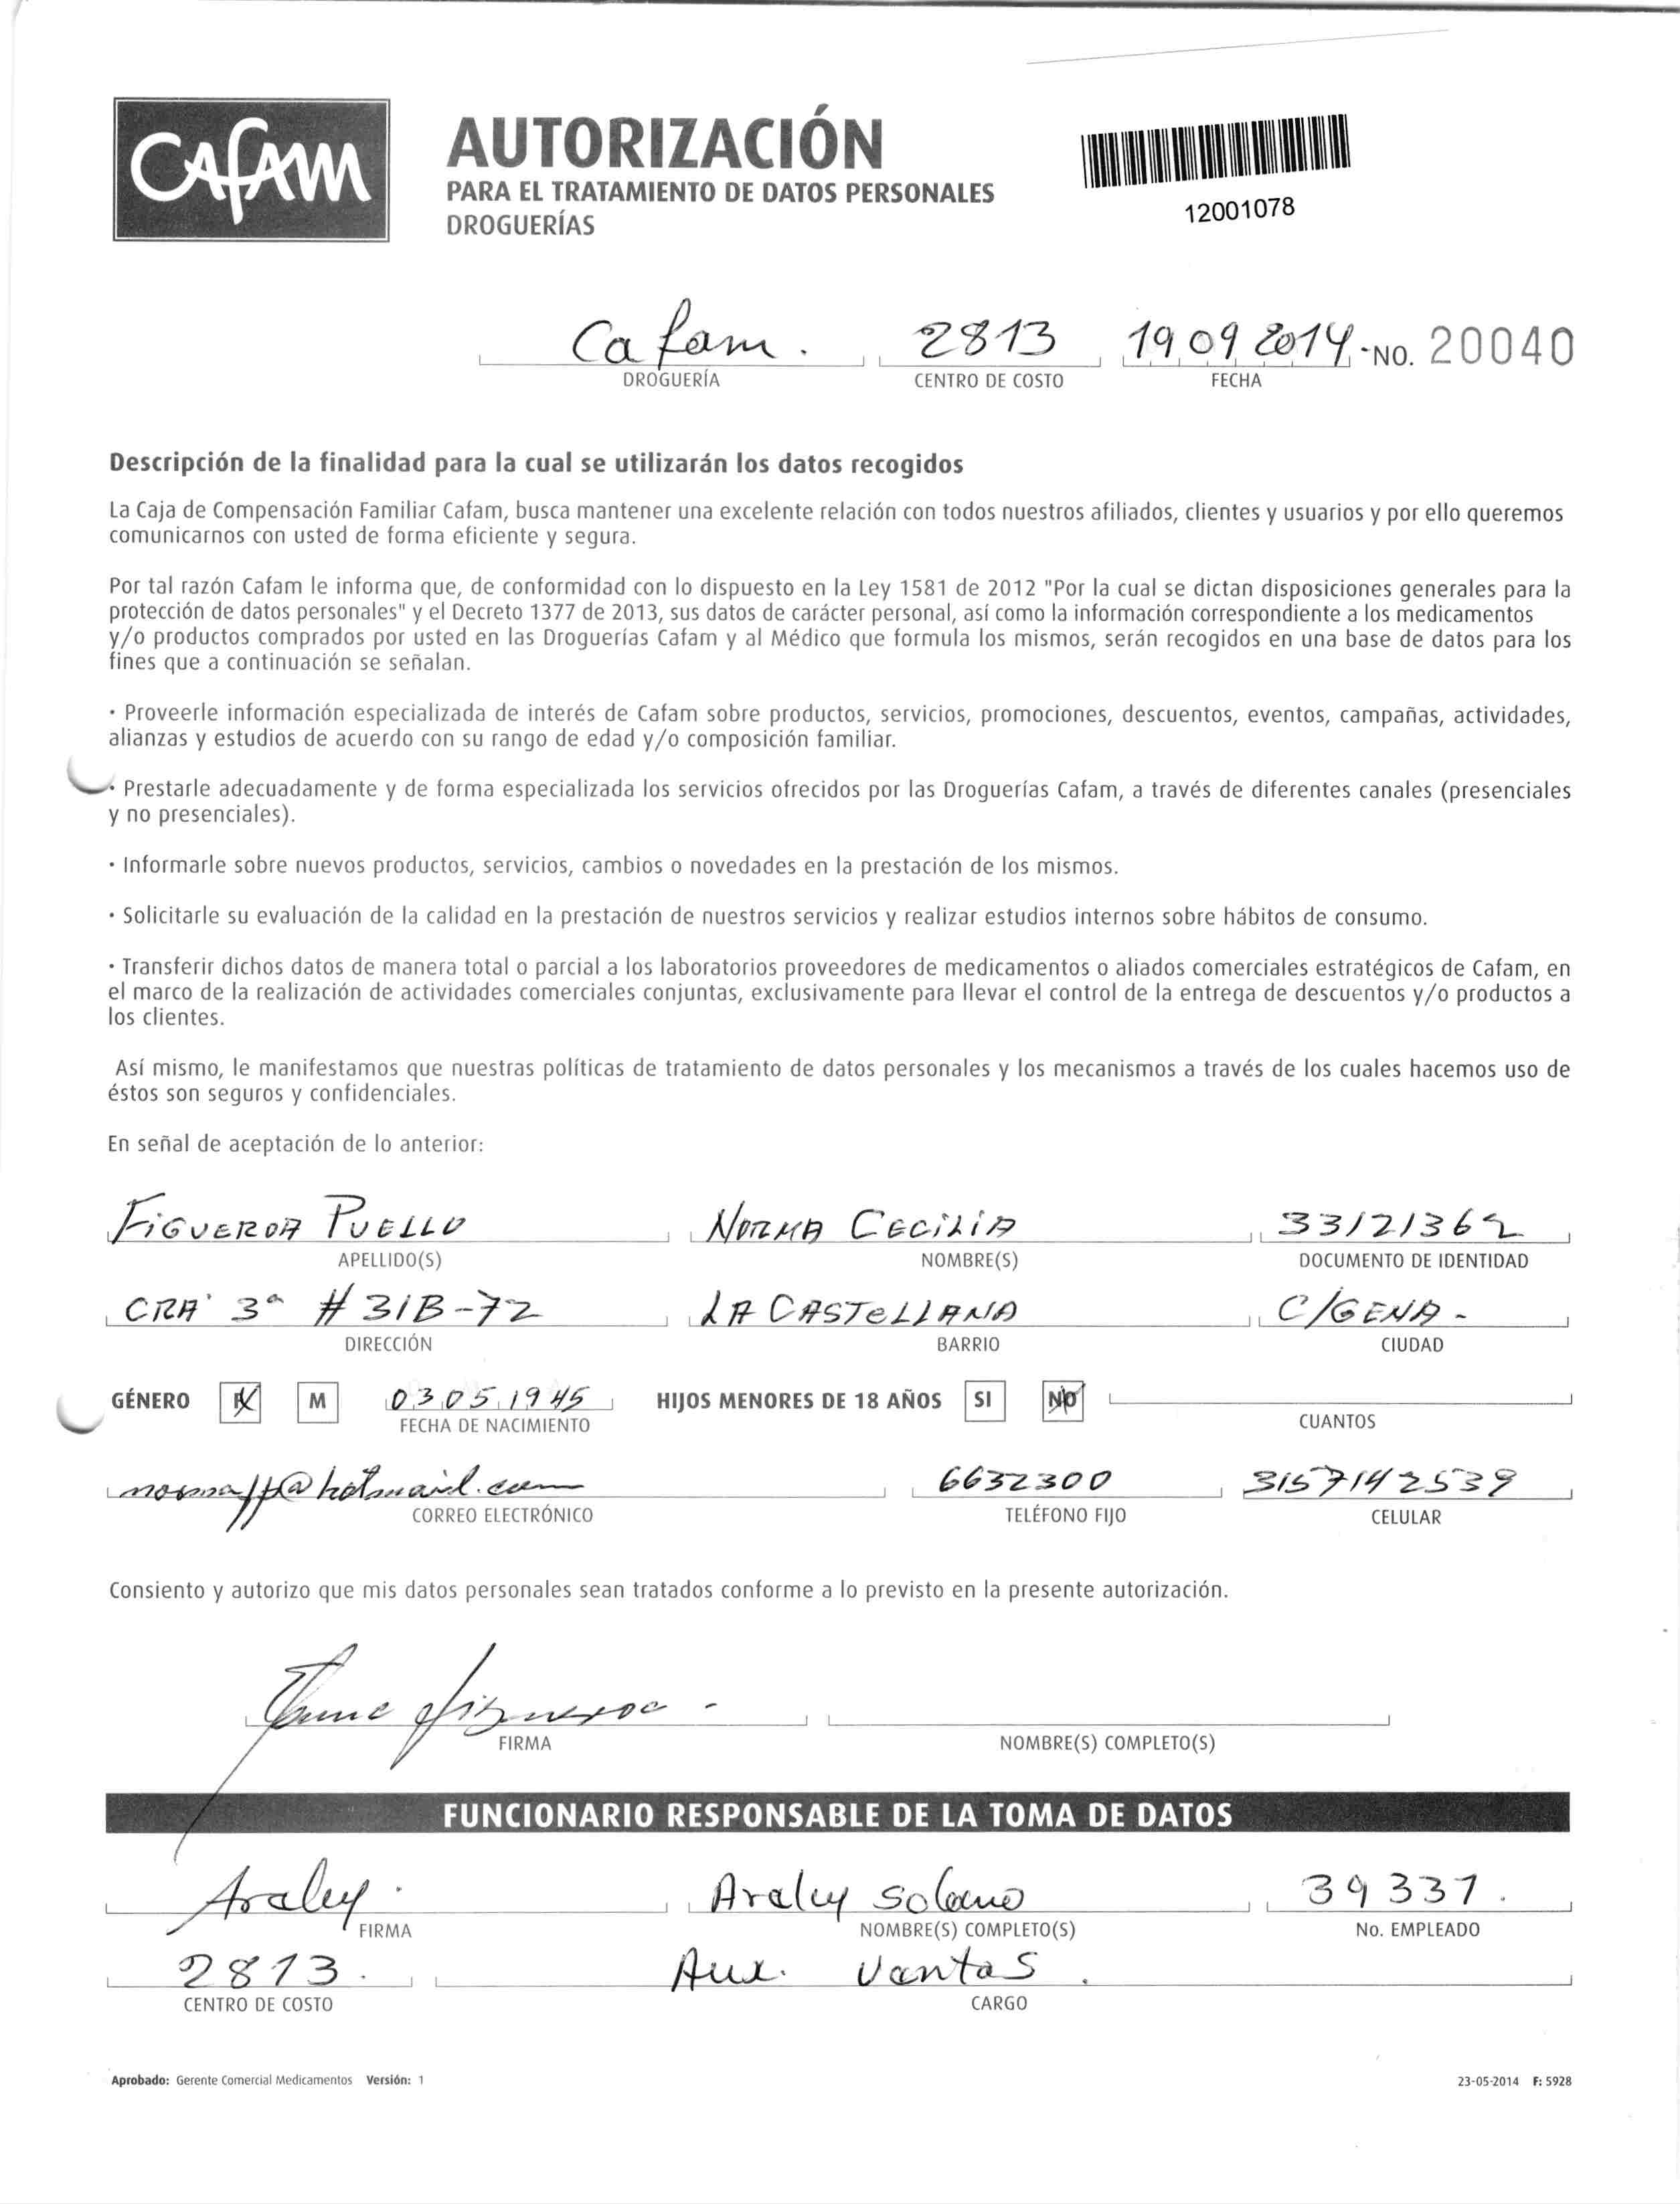 Cafam
AUTORIZACIÓN
PARA EL TRATAMIENTO DE DATOS PERSONALES
DROGUERÍAS
12001078
Cafam. 2813 19 09 2014 - No. 20040
DROGUERÍA CENTRO DE COSTO FECHA
Descripción de la finalidad para la cual se utilizarán los datos recogidos
La Caja de Compensación Familiar Cafam, busca mantener una excelente relación con todos nuestros afiliados, clientes y usuarios y por ello queremos
comunicarnos con usted de forma eficiente y segura.
Por tal razón Cafam le informa que, de conformidad con lo dispuesto en la Ley 1581 de 2012 "Por la cual se dictan disposiciones generales para la
protección de datos personales" y el Decreto 1377 de 2013, sus datos de carácter personal, así como la información correspondiente a los medicamentos
y/o productos comprados por usted en las Droguerías Cafam y al Médico que formula los mismos, serán recogidos en una base de datos para los
fines que a continuación se señalan.
· Proveerle información especializada de interés de Cafam sobre productos, servicios, promociones, descuentos, eventos, campañas, actividades,
alianzas y estudios de acuerdo con su rango de edad y/o composición familiar.
· Prestarle adecuadamente y de forma especializada los servicios ofrecidos por las Droguerías Cafam, a través de diferentes canales (presenciales
y no presenciales).
· Informarle sobre nuevos productos, servicios, cambios o novedades en la prestación de los mismos.
· Solicitarle su evaluación de la calidad en la prestación de nuestros servicios y realizar estudios internos sobre hábitos de consumo.
· Transferir dichos datos de manera total o parcial a los laboratorios proveedores de medicamentos o aliados comerciales estratégicos de Cafam, en
el marco de la realización de actividades comerciales conjuntas, exclusivamente para llevar el control de la entrega de descuentos y/o productos a
los clientes.
Así mismo, le manifestamos que nuestras políticas de tratamiento de datos personales y los mecanismos a través de los cuales hacemos uso de
éstos son seguros y confidenciales.
En señal de aceptación de lo anterior:
FIGUEROA PUELLO NORMA CECILIA 33121362
APELLIDO(S) NOMBRE(S) DOCUMENTO DE IDENTIDAD
CRA 3ª # 31B-72 LA CASTELLANA C/GENA -
DIRECCIÓN BARRIO CIUDAD
GÉNERO F M 03 05 1945 HIJOS MENORES DE 18 AÑOS SI NO
FECHA DE NACIMIENTO CUANTOS
@hotmail.com 6632300 3157142539
CORREO ELECTRÓNICO TELÉFONO FIJO CELULAR
Consiento y autorizo que mis datos personales sean tratados conforme a lo previsto en la presente autorización.
Figueroa -
FIRMA NOMBRE(S) COMPLETO(S)
FUNCIONARIO RESPONSABLE DE LA TOMA DE DATOS
Araley. Araley Solano 39331.
FIRMA NOMBRE(S) COMPLETO(S) No. EMPLEADO
2813. Aux. Ventas.
CENTRO DE COSTO CARGO
Aprobado: Gerente Comercial Medicamentos Versión: 1 23-05-2014 F: 5928